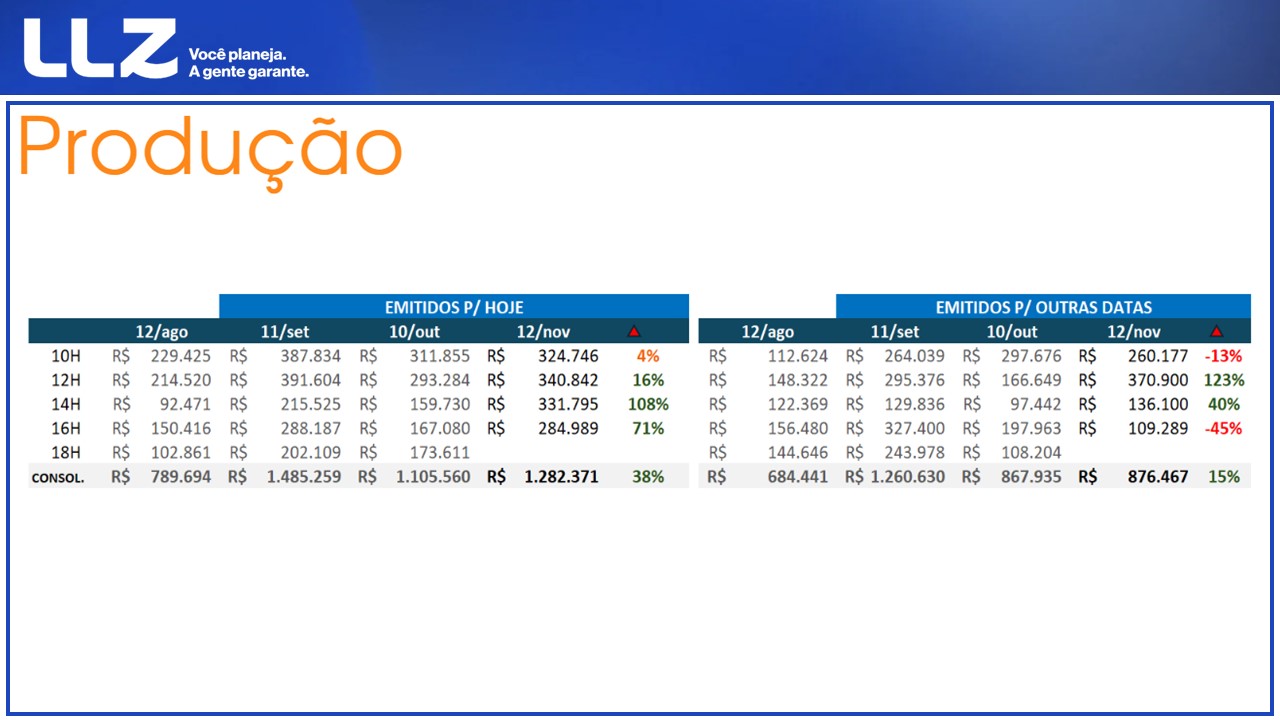 LLZ
Você planeja.
A gente garante.
Produção
EMITIDOS P/ HOJE EMITIDOS P/ OUTRAS DATAS
12/ago 11/set 10/out 12/nov 12/ago 11/set 10/out 12/nov
10H R$ 229.425 R$ 387.834 R$ 311.855 R$ 324.746 4% R$ 112.624 R$ 264.039 R$ 297.676 R$ 260.177 -13%
12H R$ 214.520 R$ 391.604 R$ 293.284 R$ 340.842 16% R$ 148.322 R$ 295.376 R$ 166.649 R$ 370.900 123%
14H R$ 92.471 R$ 215.525 R$ 159.730 R$ 331.795 108% R$ 122.369 R$ 129.836 R$ 97.442 R$ 136.100 40%
16H R$ 150.416 R$ 288.187 R$ 167.080 R$ 284.989 71% R$ 156.480 R$ 327.400 R$ 197.963 R$ 109.289 -45%
18H R$ 102.861 R$ 202.109 R$ 173.611 R$ 144.646 R$ 243.978 R$ 108.204
CONSOL. R$ 789.694 R$ 1.485.259 R$ 1.105.560 R$ 1.282.371 38% R$ 684.441 R$ 1.260.630 R$ 867.935 R$ 876.467 15%